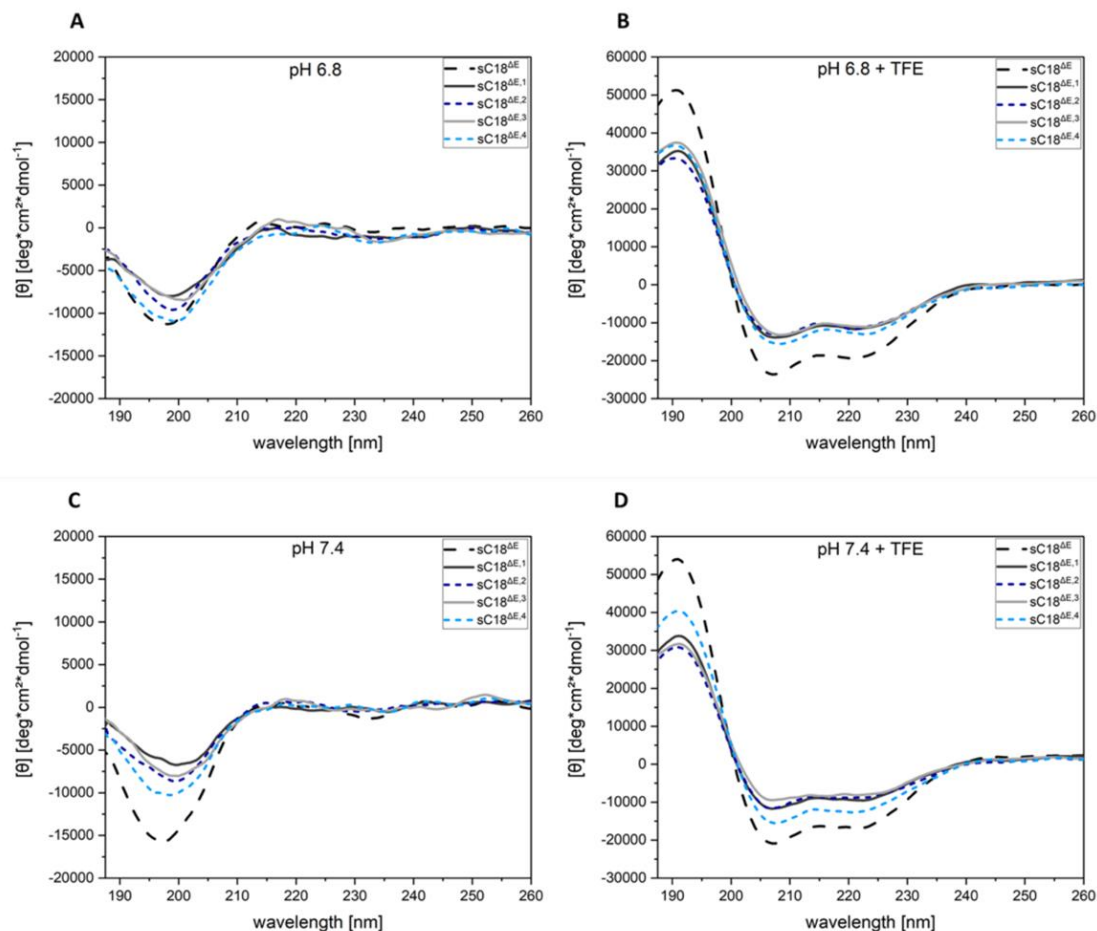 A
20000
15000
10000
5000
0
-5000
-10000
-15000
-20000
[θ] [deg*cm²*dmol⁻¹]
pH 6.8
sC18ΔE
sC18ΔE,1
sC18ΔE,2
sC18ΔE,3
sC18ΔE,4
190 200 210 220 230 240 250 260
wavelength [nm]
B
60000
50000
40000
30000
20000
10000
0
-10000
-20000
-30000
[θ] [deg*cm²*dmol⁻¹]
pH 6.8 + TFE
sC18ΔE
sC18ΔE,1
sC18ΔE,2
sC18ΔE,3
sC18ΔE,4
190 200 210 220 230 240 250 260
wavelength [nm]
C
20000
15000
10000
5000
0
-5000
-10000
-15000
-20000
[θ] [deg*cm²*dmol⁻¹]
pH 7.4
sC18ΔE
sC18ΔE,1
sC18ΔE,2
sC18ΔE,3
sC18ΔE,4
190 200 210 220 230 240 250 260
wavelength [nm]
D
60000
50000
40000
30000
20000
10000
0
-10000
-20000
-30000
[θ] [deg*cm²*dmol⁻¹]
pH 7.4 + TFE
sC18ΔE
sC18ΔE,1
sC18ΔE,2
sC18ΔE,3
sC18ΔE,4
190 200 210 220 230 240 250 260
wavelength [nm]